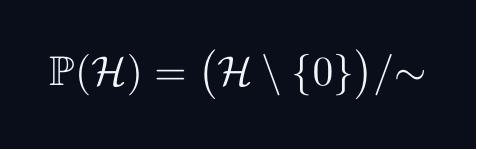 ℙ(ℋ) = (ℋ \ {0})/∼